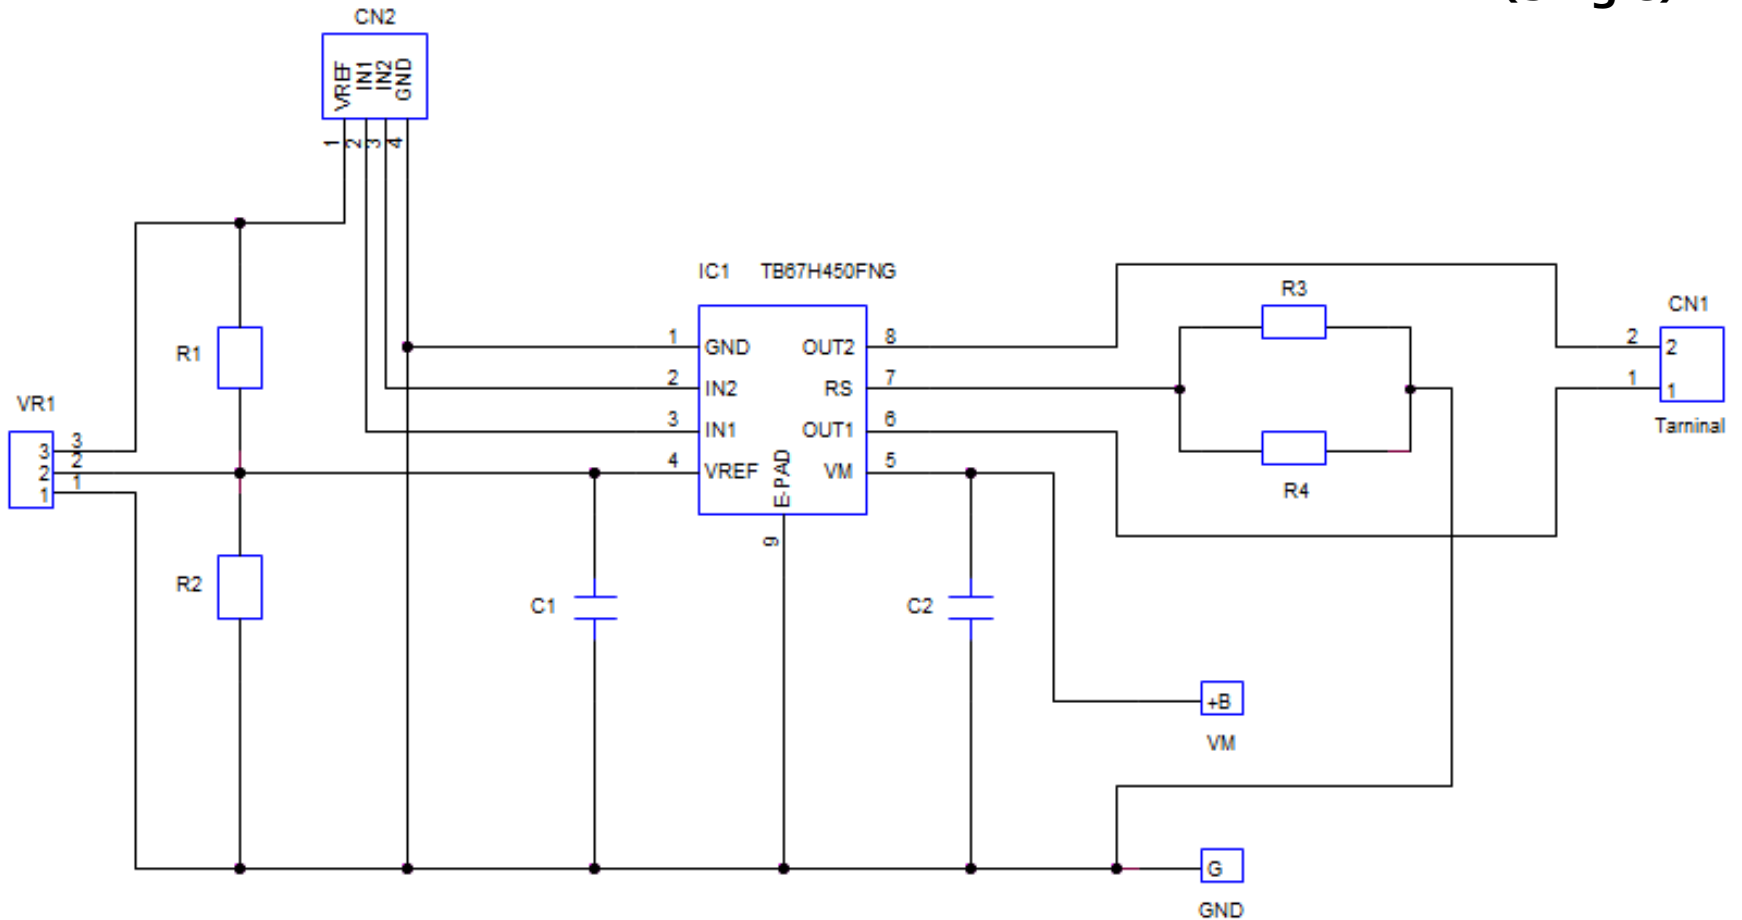 CN2
VREF
IN1
IN2
GND
1
2
3
4
IC1 TB67H450FNG
R3
CN1
1 GND OUT2 8
2 2
R1
2 IN2 RS 7
1 1
VR1
3 IN1 OUT1 6
Tarninal
3 3
2 2
1 1
4 VREF VM 5
E-PAD
9
R4
R2
C1
C2
+B
VM
G
GND